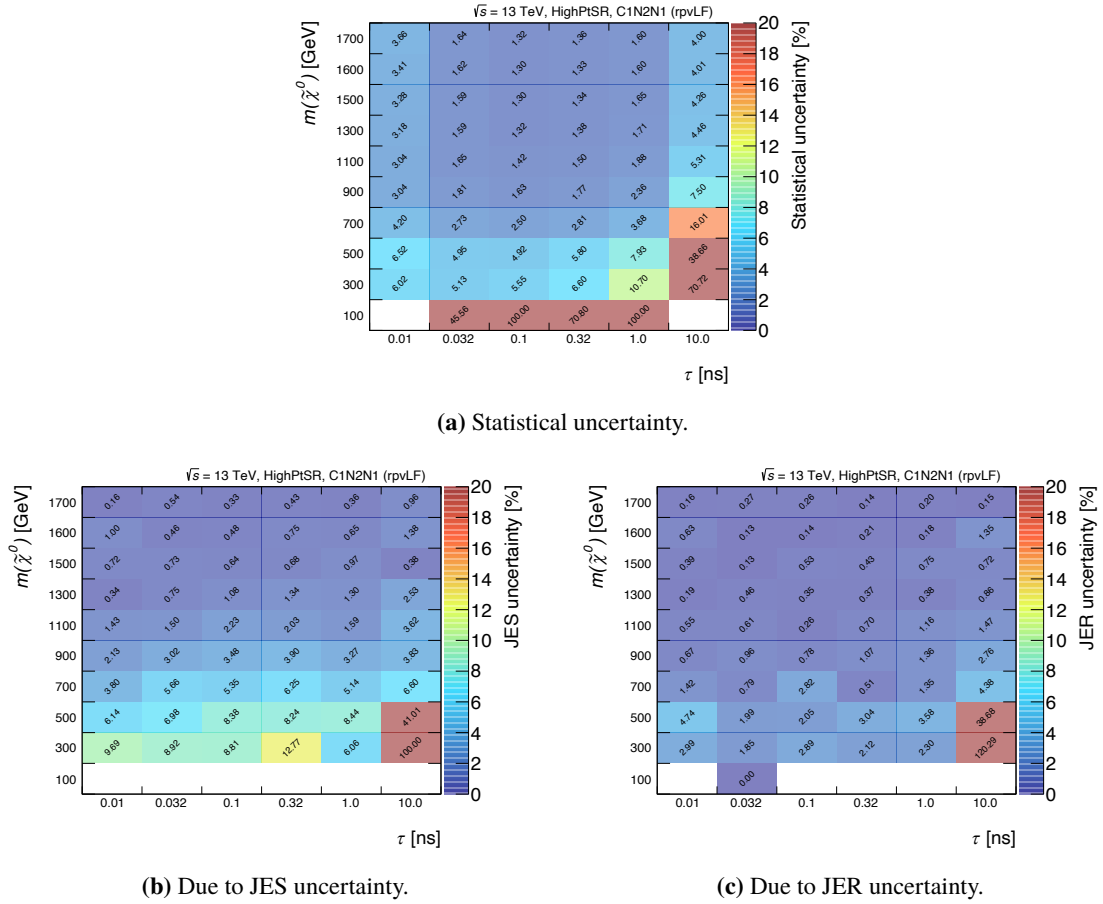 √s = 13 TeV, HighPtSR, C1N2N1 (rpvLF)
m(χ̃⁰) [GeV]
Statistical uncertainty [%]
1700 3.66 1.64 1.32 1.36 1.60 4.00 20
1600 3.41 1.62 1.30 1.33 1.60 4.01 18
1500 3.28 1.59 1.30 1.34 1.65 4.26 16
1300 3.18 1.59 1.32 1.38 1.71 4.46 14
1100 3.04 1.65 1.42 1.50 1.88 5.31 12
900 3.04 1.81 1.63 1.77 2.36 7.50 10
700 4.20 2.73 2.50 2.81 3.68 16.01 8
500 6.52 4.95 4.92 5.80 7.93 38.66 6
300 6.02 5.13 5.55 6.60 10.70 70.72 4
100 45.56 100.00 70.80 100.00 2
0
0.01 0.032 0.1 0.32 1.0 10.0
τ [ns]
(a) Statistical uncertainty.
√s = 13 TeV, HighPtSR, C1N2N1 (rpvLF)
m(χ̃⁰) [GeV]
JES uncertainty [%]
1700 0.16 0.54 0.33 0.43 0.36 0.96 20
1600 1.00 0.46 0.48 0.75 0.65 1.38 18
1500 0.72 0.73 0.64 0.68 0.97 0.38 16
1300 0.34 0.75 1.08 1.34 1.30 2.53 14
1100 1.43 1.50 2.23 2.03 1.59 3.62 12
900 2.13 3.02 3.48 3.90 3.27 3.83 10
700 3.80 5.66 5.35 6.25 5.14 6.60 8
500 6.14 6.98 8.38 8.24 8.44 41.01 6
300 9.69 8.92 8.81 12.77 6.06 100.00 4
100 2
0
0.01 0.032 0.1 0.32 1.0 10.0
τ [ns]
(b) Due to JES uncertainty.
√s = 13 TeV, HighPtSR, C1N2N1 (rpvLF)
m(χ̃⁰) [GeV]
JER uncertainty [%]
1700 0.16 0.27 0.26 0.14 0.20 0.15 20
1600 0.63 0.13 0.14 0.21 0.18 1.35 18
1500 0.39 0.13 0.53 0.43 0.75 0.72 16
1300 0.19 0.46 0.35 0.37 0.38 0.86 14
1100 0.55 0.61 0.26 0.70 1.16 1.47 12
900 0.67 0.96 0.78 1.07 1.36 2.76 10
700 1.42 0.79 2.82 0.51 1.35 4.38 8
500 4.74 1.99 2.05 3.04 3.58 38.68 6
300 2.99 1.85 2.89 2.12 2.30 120.29 4
100 0.00 2
0
0.01 0.032 0.1 0.32 1.0 10.0
τ [ns]
(c) Due to JER uncertainty.